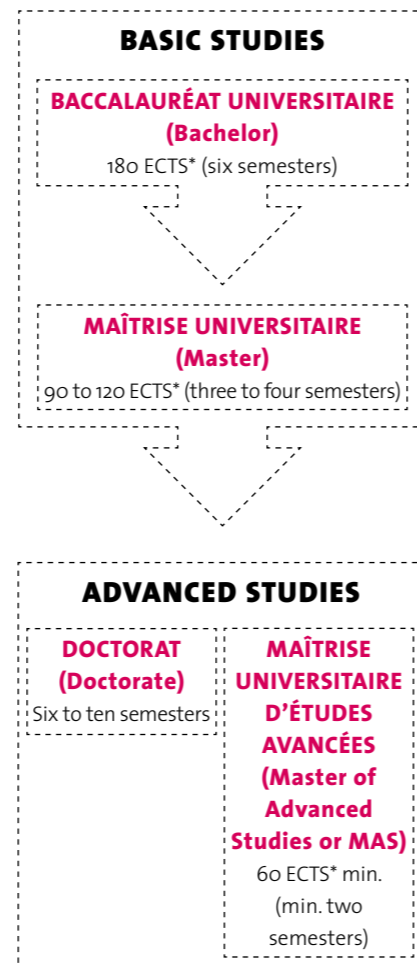 BASIC STUDIES
BACCALAURÉAT UNIVERSITAIRE
(Bachelor)
180 ECTS* (six semesters)
MAÎTRISE UNIVERSITAIRE
(Master)
90 to 120 ECTS* (three to four semesters)
ADVANCED STUDIES
DOCTORAT
(Doctorate)
Six to ten semesters
MAÎTRISE
UNIVERSITAIRE
D’ÉTUDES
AVANCÉES
(Master of
Advanced
Studies or MAS)
60 ECTS* min.
(min. two
semesters)